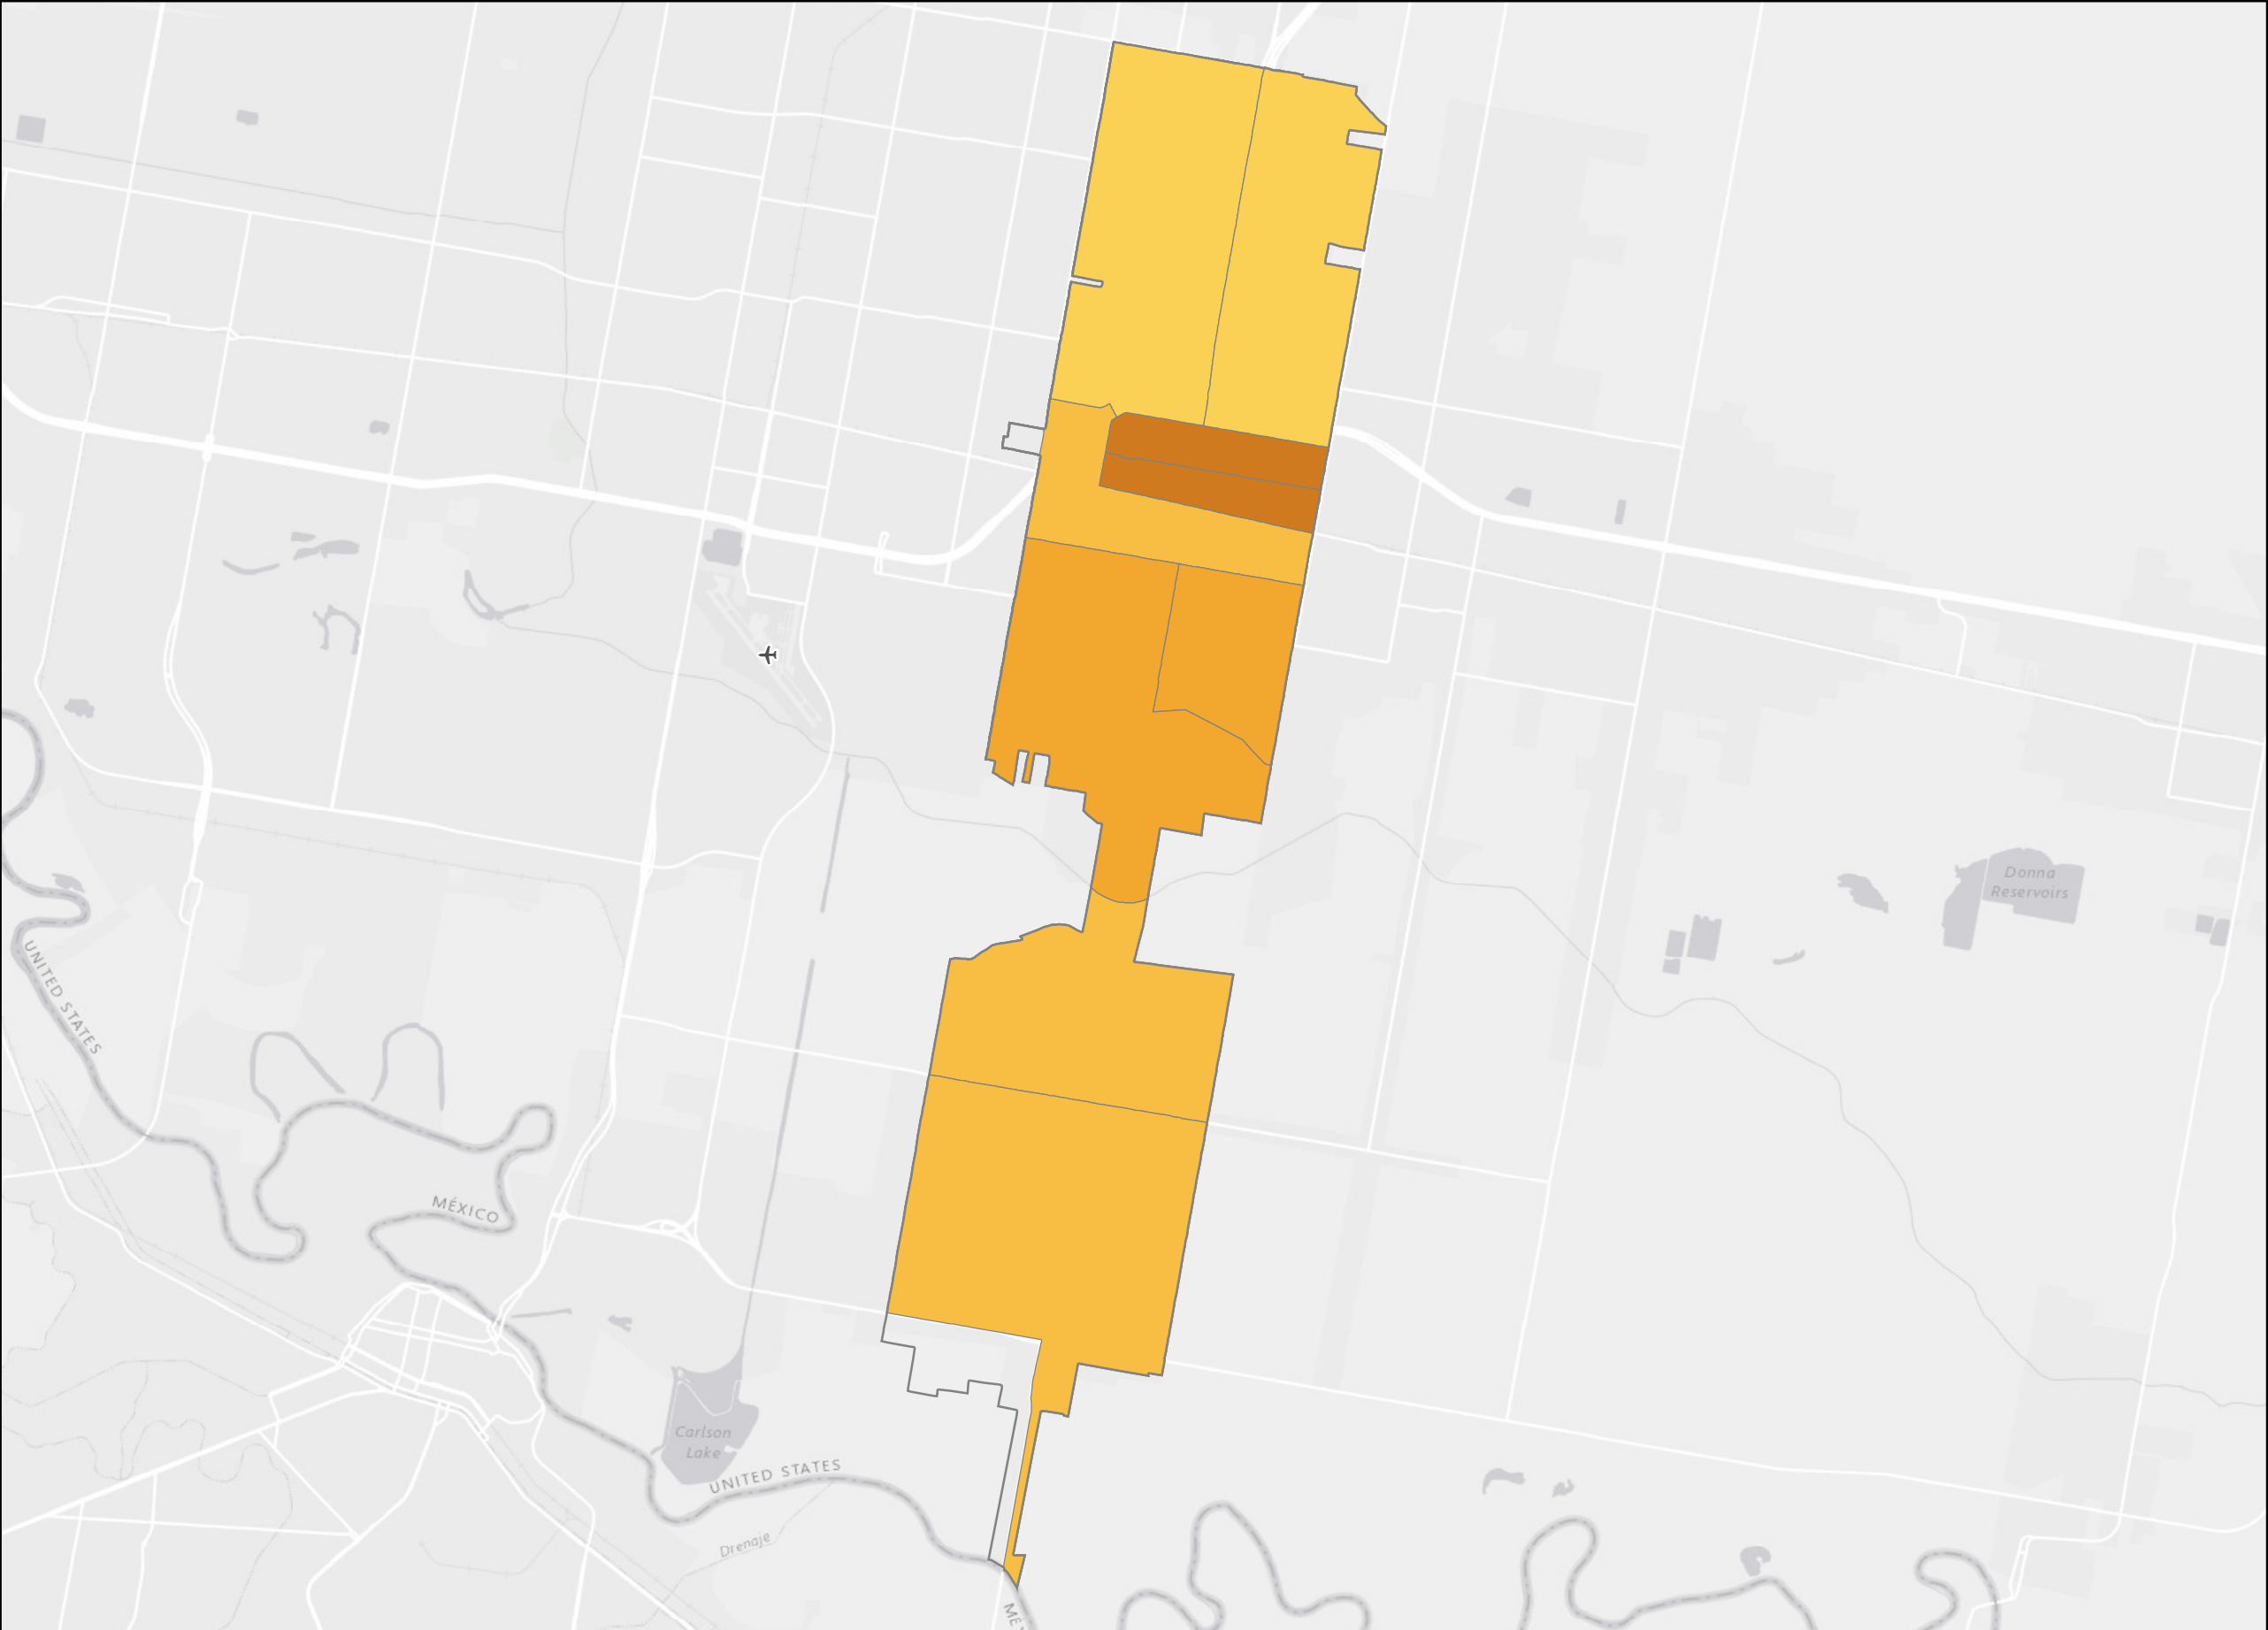 Donna
Reservoirs
UNITED STATES
MÉXICO
Carlson
Lake
UNITED STATES
Drenaje